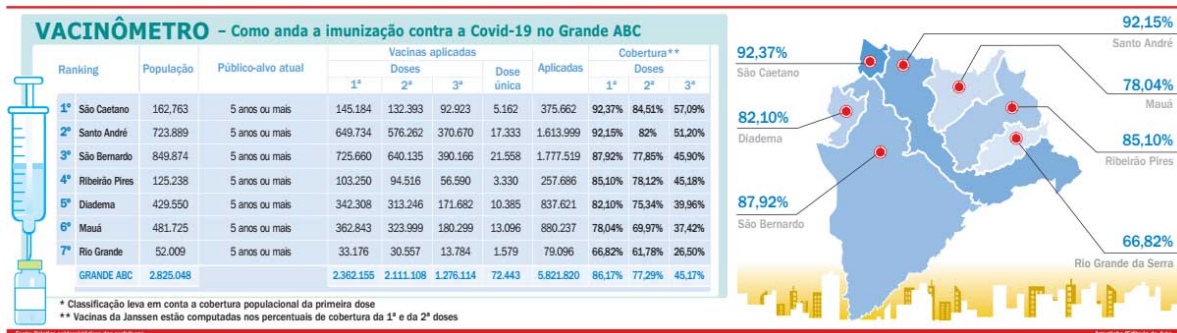 VACINÔMETRO – Como anda a imunização contra a Covid-19 no Grande ABC
Ranking População Público-alvo atual Vacinas aplicadas Aplicadas Cobertura**
Doses Dose única Doses
1ª 2ª 3ª 1ª 2ª 3ª
1º São Caetano 162,763 5 anos ou mais 145.184 132.393 92.923 5.162 375.662 92,37% 84,51% 57,09%
2º Santo André 723.889 5 anos ou mais 649.734 576.262 370.670 17.333 1.613.999 92,15% 82% 51,20%
3º São Bernardo 849.874 5 anos ou mais 725.660 640.135 390.166 21.558 1.777.519 87,92% 77,85% 45,90%
4º Ribeirão Pires 125.238 5 anos ou mais 103.250 94.516 56.590 3.330 257.686 85,10% 78,12% 45,18%
5º Diadema 429.550 5 anos ou mais 342.308 313.246 171.682 10.385 837.621 82,10% 75,34% 39,96%
6º Mauá 481.725 5 anos ou mais 362.843 323.999 180.299 13.096 880.237 78,04% 69,97% 37,42%
7º Rio Grande 52.009 5 anos ou mais 33.176 30.557 13.784 1.579 79.096 66,82% 61,78% 26,50%
GRANDE ABC 2.825.048 2.362.155 2.111.108 1.276.114 72.443 5.821.820 86,17% 77,29% 45,17%
* Classificação leva em conta a cobertura populacional da primeira dose
** Vacinas da Janssen estão computadas nos percentuais de cobertura da 1ª e da 2ª doses
92,37%
São Caetano
82,10%
Diadema
87,92%
São Bernardo
92,15%
Santo André
78,04%
Mauá
85,10%
Ribeirão Pires
66,82%
Rio Grande da Serra